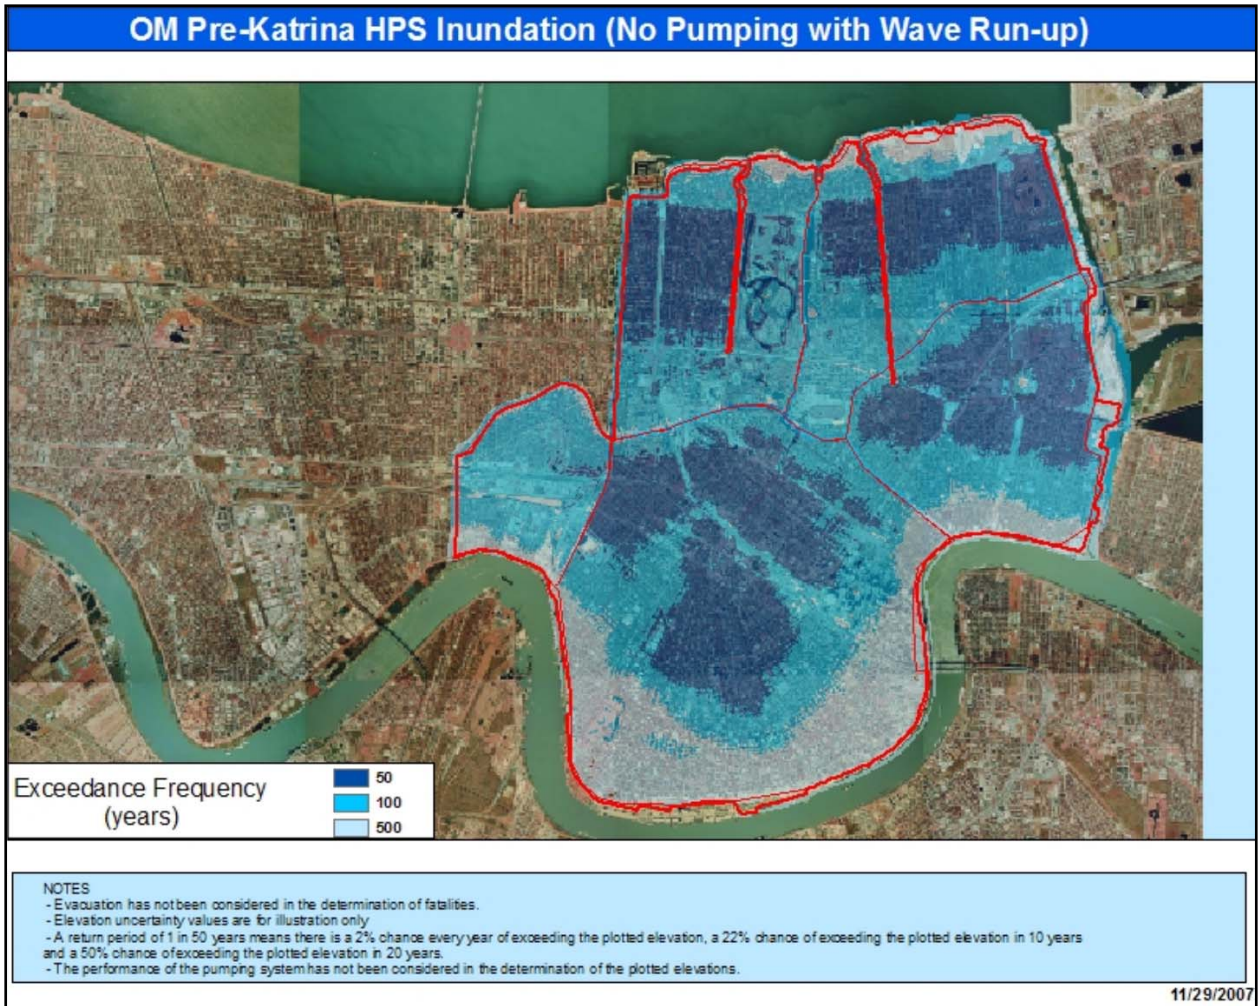 OM Pre-Katrina HPS Inundation (No Pumping with Wave Run-up)
Exceedance Frequency
(years)
50
100
500
NOTES
- Evacuation has not been considered in the determination of fatalities.
- Elevation uncertainty values are for illustration only
- A return period of 1 in 50 years means there is a 2% chance every year of exceeding the plotted elevation, a 22% chance of exceeding the plotted elevation in 10 years
and a 50% chance of exceeding the plotted elevation in 20 years.
- The performance of the pumping system has not been considered in the determination of the plotted elevations.
11/29/2007